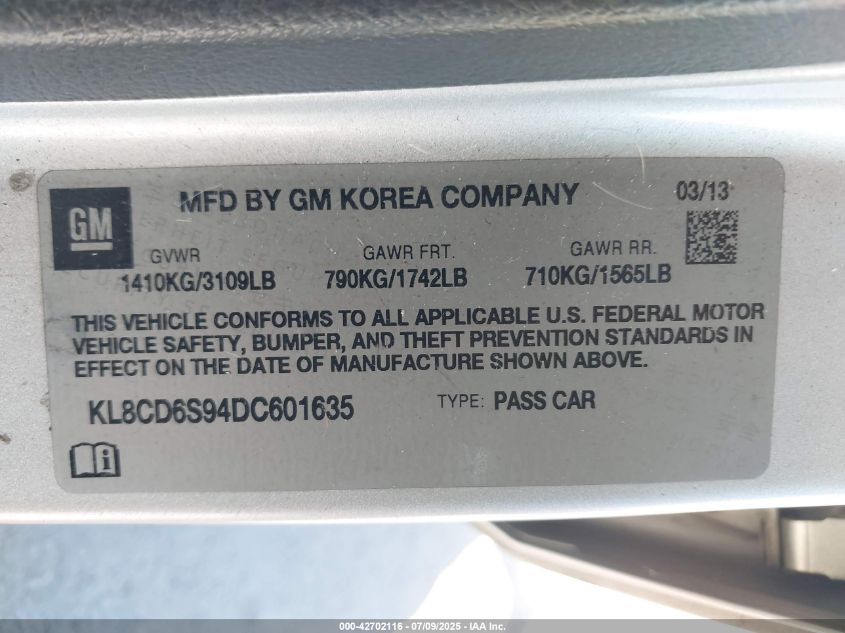 GM
MFD BY GM KOREA COMPANY
03/13
GVWR
GAWR FRT.
GAWR RR.
1410KG/3109LB
790KG/1742LB
710KG/1565LB
THIS VEHICLE CONFORMS TO ALL APPLICABLE U.S. FEDERAL MOTOR
VEHICLE SAFETY, BUMPER, AND THEFT PREVENTION STANDARDS IN
EFFECT ON THE DATE OF MANUFACTURE SHOWN ABOVE.
KL8CD6S94DC601635
TYPE: PASS CAR
i
000-42702116 - 07/09/2025 - IAA Inc.